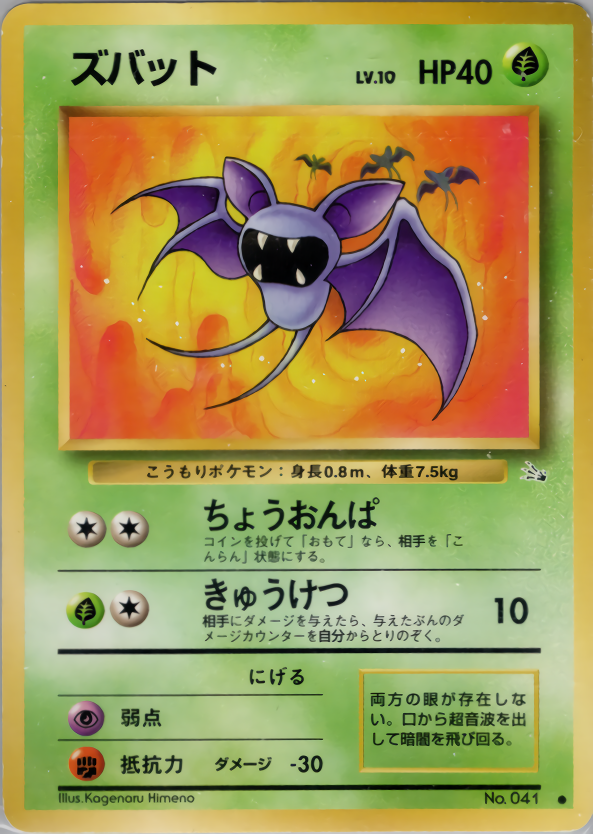 ズバット LV.10 HP40
こうもりポケモン：身長0.8m、体重7.5kg
ちょうおんぱ
コインを投げて「おもて」なら、相手を「こ
んらん」状態にする。
きゅうけつ 10
相手にダメージを与えたら、与えたぶんのダ
メージカウンターを自分からとりのぞく。
にげる
弱点
抵抗力 ダメージ -30
両方の眼が存在しな
い。口から超音波を出
して暗闇を飛び回る。
Illus.Kagenaru Himeno
No. 041